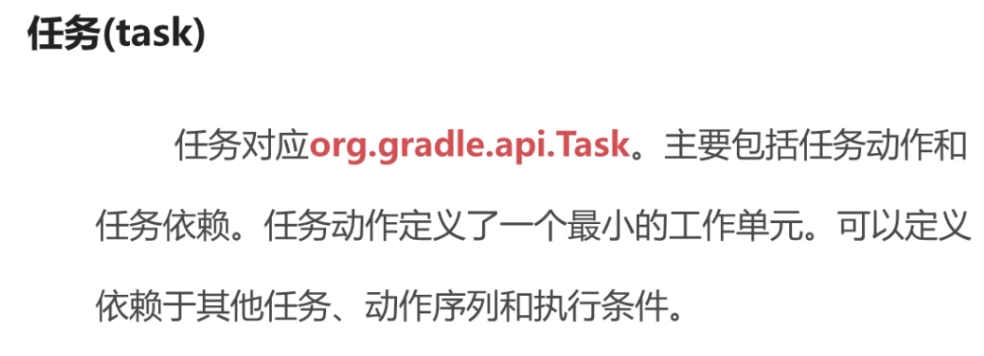 任务(task)
任务对应org.gradle.api.Task。主要包括任务动作和
任务依赖。任务动作定义了一个最小的工作单元。可以定义
依赖于其他任务、动作序列和执行条件。